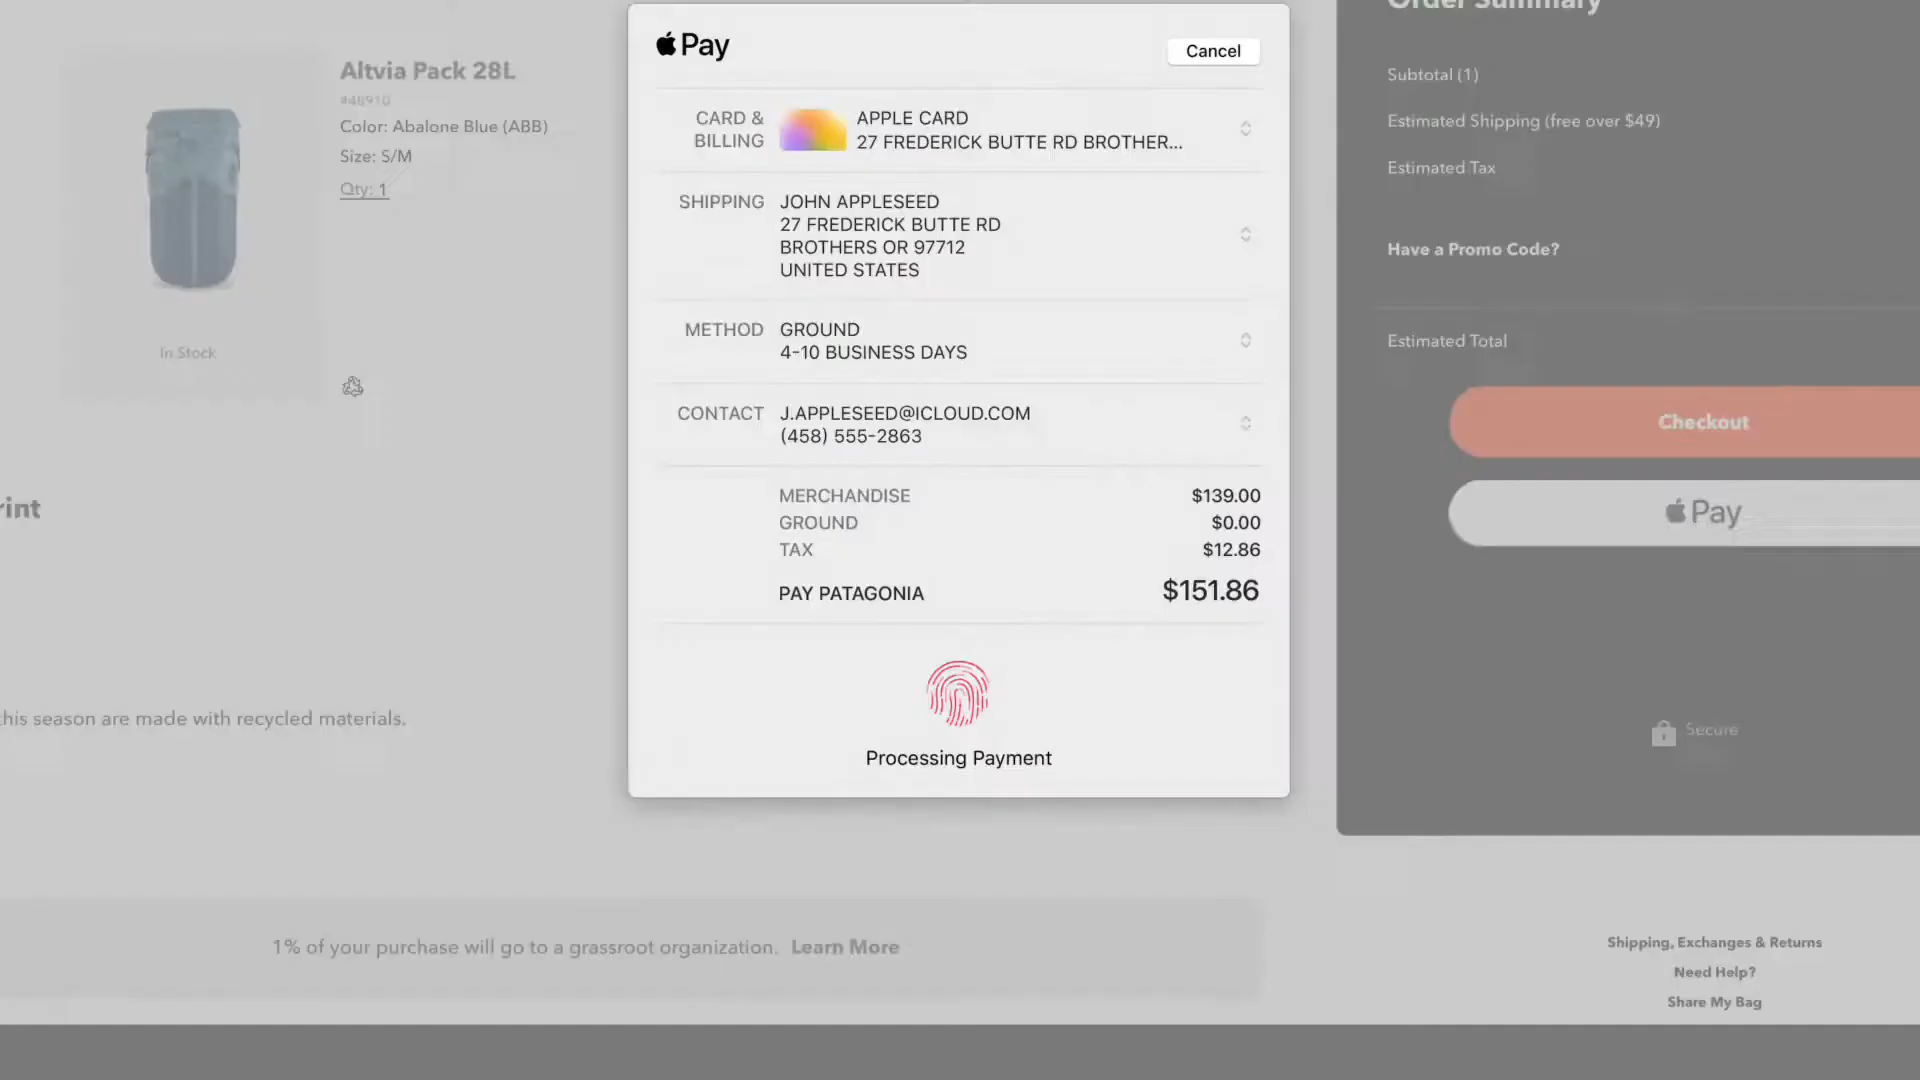 Altvia Pack 28L
#48910
Color: Abalone Blue (ABB)
Size: S/M
Qty: 1
In Stock
rint
this season are made with recycled materials.
1% of your purchase will go to a grassroot organization. Learn More
Pay
Cancel
CARD & BILLING
APPLE CARD
27 FREDERICK BUTTE RD BROTHER...
SHIPPING
JOHN APPLESEED
27 FREDERICK BUTTE RD
BROTHERS OR 97712
UNITED STATES
METHOD
GROUND
4-10 BUSINESS DAYS
CONTACT
J.APPLESEED@ICLOUD.COM
(458) 555-2863
MERCHANDISE $139.00
GROUND $0.00
TAX $12.86
PAY PATAGONIA $151.86
Processing Payment
Order Summary
Subtotal (1)
Estimated Shipping (free over $49)
Estimated Tax
Have a Promo Code?
Estimated Total
Checkout
Pay
Secure
Shipping, Exchanges & Returns
Need Help?
Share My Bag